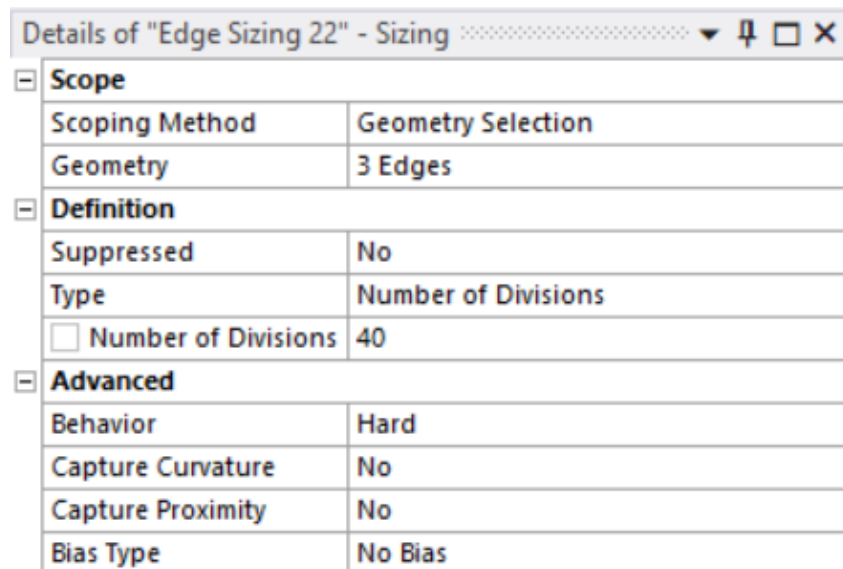 Details of "Edge Sizing 22" - Sizing
Scope
Scoping Method Geometry Selection
Geometry 3 Edges
Definition
Suppressed No
Type Number of Divisions
Number of Divisions 40
Advanced
Behavior Hard
Capture Curvature No
Capture Proximity No
Bias Type No Bias